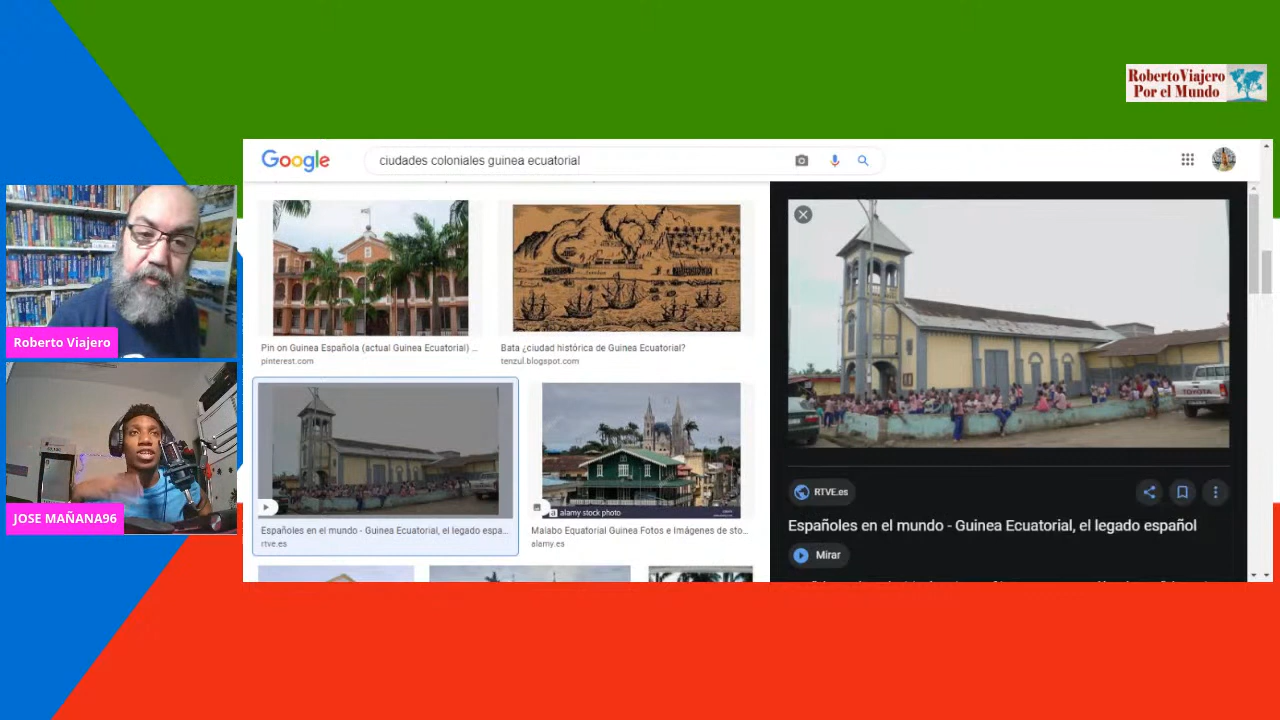 RobertoViajero
Por el Mundo
Google
ciudades coloniales guinea ecuatorial
Pin on Guinea Española (actual Guinea Ecuatorial) ...
pinterest.com
Bata ¿ciudad histórica de Guinea Ecuatorial?
tenzul.blogspot.com
Roberto Viajero
JOSE MAÑANA96
alamy stock photo
Españoles en el mundo - Guinea Ecuatorial, el legado espa...
rtve.es
Malabo Equatorial Guinea Fotos e Imágenes de sto...
alamy.es
TOYOTA
RTVE.es
Españoles en el mundo - Guinea Ecuatorial, el legado español
Mirar